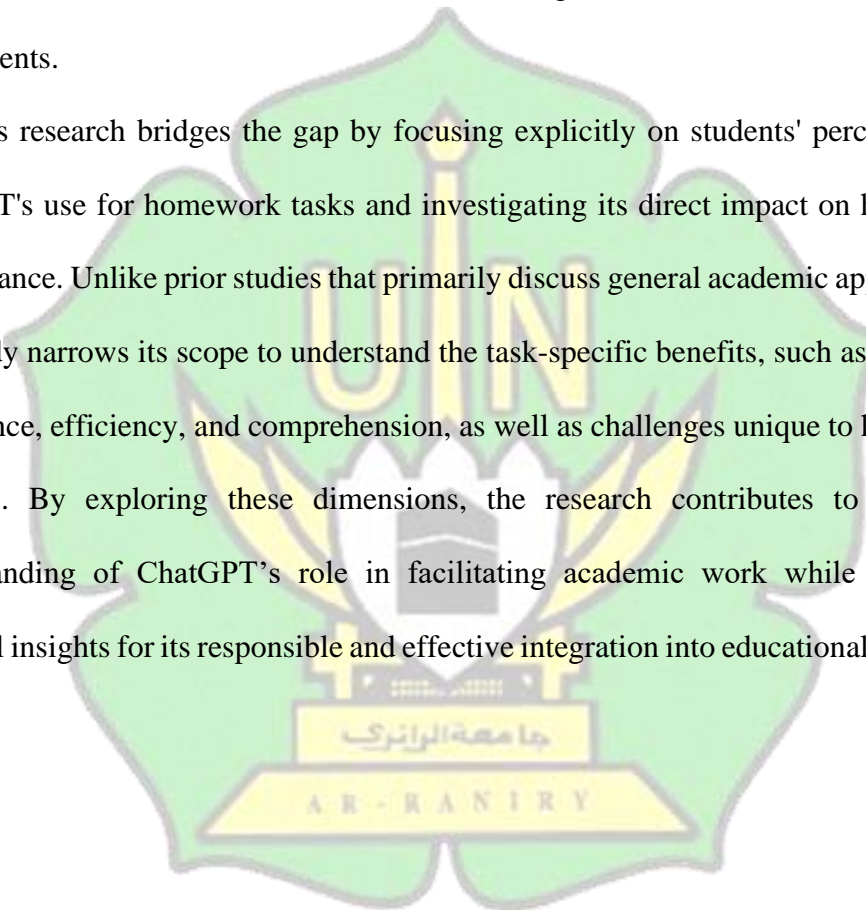 ents.
s research bridges the gap by focusing explicitly on students' perc
T's use for homework tasks and investigating its direct impact on
ance. Unlike prior studies that primarily discuss general academic ap
ly narrows its scope to understand the task-specific benefits, such as
nce, efficiency, and comprehension, as well as challenges unique to
. By exploring these dimensions, the research contributes to
anding of ChatGPT’s role in facilitating academic work while
l insights for its responsible and effective integration into educational
UIN
جامعة الرانري
AR-RANIRY